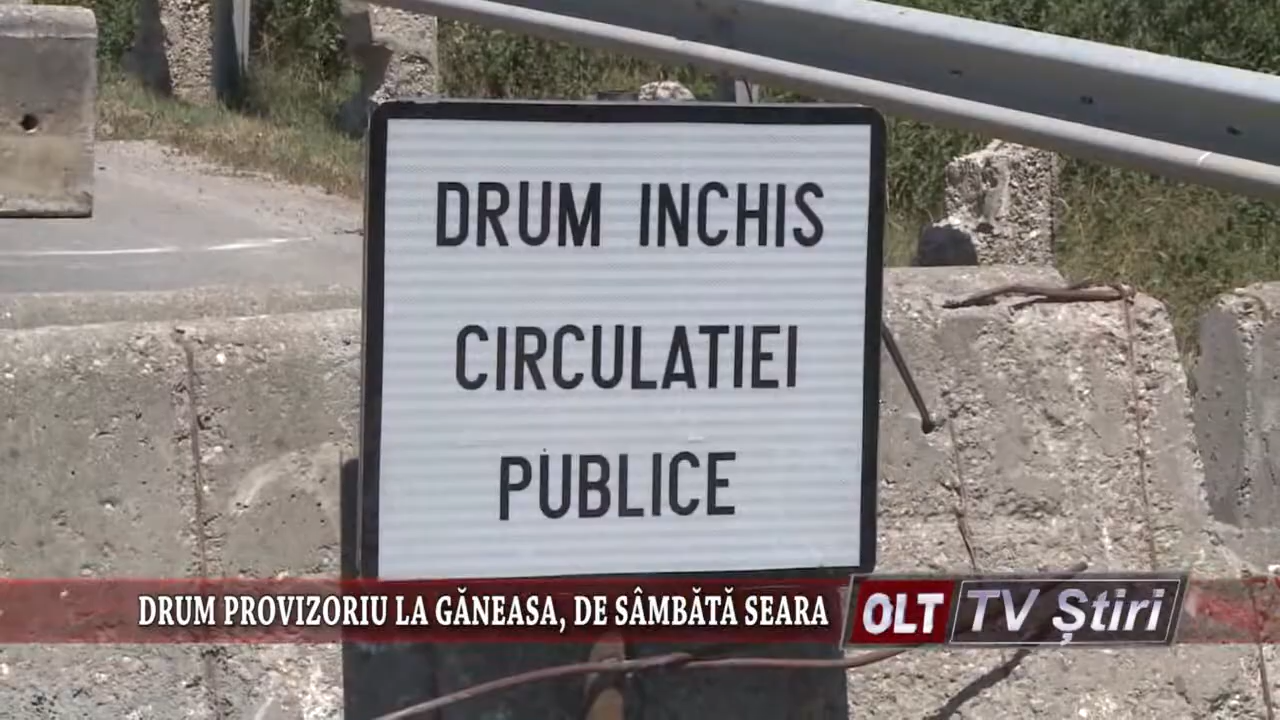 DRUM INCHIS
CIRCULATIEI
PUBLICE
DRUM PROVIZORIU LA GĂNEASA, DE SÂMBĂTĂ SEARA
OLT TV Știri